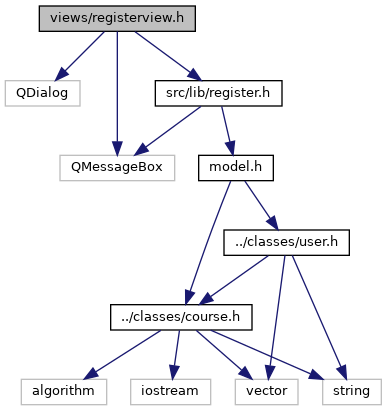 views/registerview.h
QDialog
src/lib/register.h
QMessageBox
model.h
../classes/user.h
../classes/course.h
algorithm
iostream
vector
string